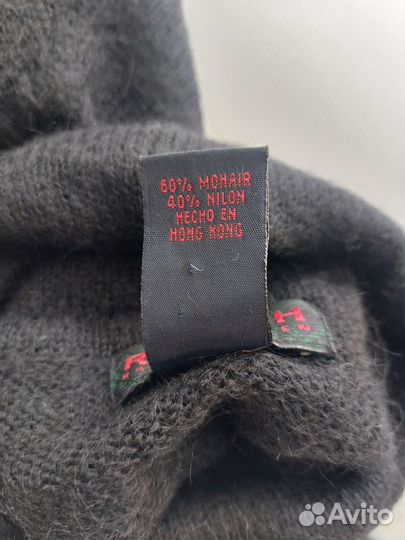 60% MOHAIR
40% NILON
HECHO EN
HONG KONG
Avito